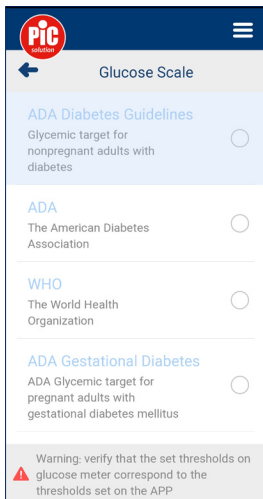 PiC
solution
Glucose Scale
ADA Diabetes Guidelines
Glycemic target for
nonpregnant adults with
diabetes
ADA
The American Diabetes
Association
WHO
The World Health
Organization
ADA Gestational Diabetes
ADA Glycemic target for
pregnant adults with
gestational diabetes mellitus
Warning: verify that the set thresholds on
glucose meter correspond to the
thresholds set on the APP